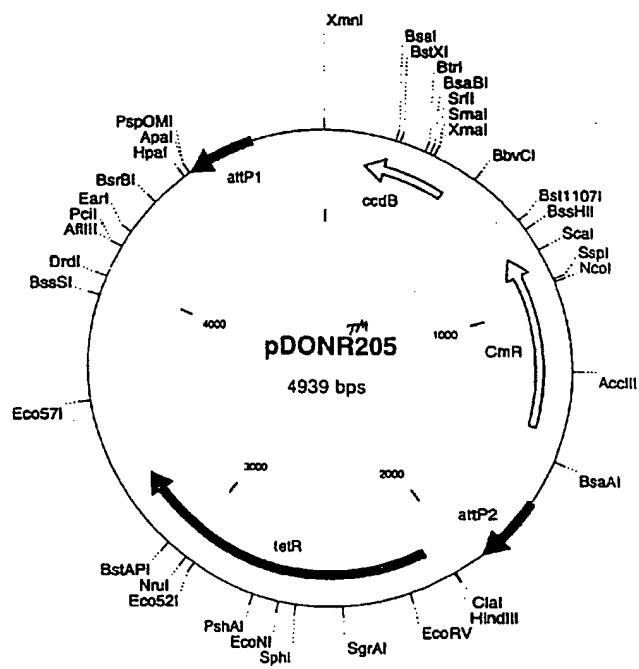 XmnI
BsaI
BstXI
BtrI
BsaBI
SrfI
SmaI
XmaI
BbvCI
Bst1107I
BssHII
ScaI
SspI
NcoI
AccIII
BsaAI
ClaI
HindIII
EcoRV
SgrAI
SphI
EcoNI
PshAI
Eco52I
NruI
BstAPI
Eco57I
BssSI
DrdI
AflIII
PciI
EarI
BsrBI
HpaI
ApaI
PspOMI
attP1
ccdB
CmR
attP2
tetR
1000
2000
3000
4000
pDONR205
TM
4939 bps